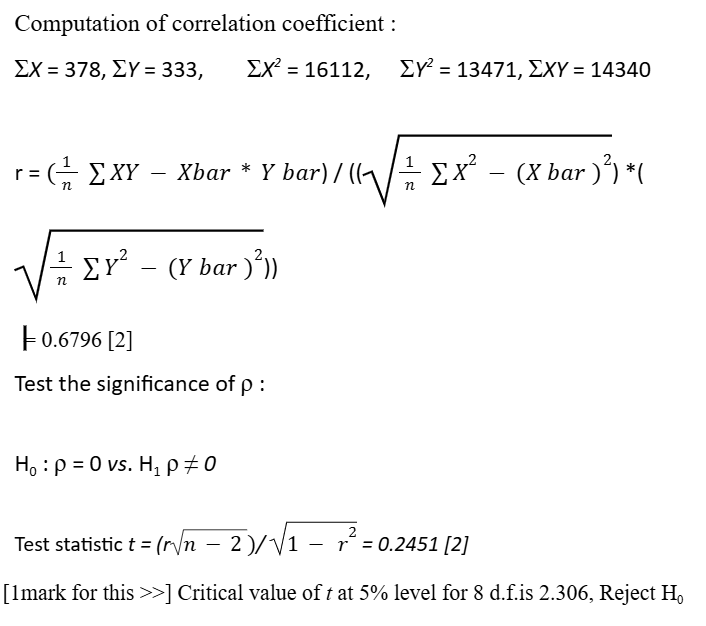 Computation of correlation coefficient :
ΣX = 378, ΣY = 333, ΣX² = 16112, ΣY² = 13471, ΣXY = 14340
r = (1/n ∑ XY − Xbar * Y bar) / ((√(1/n ∑ X² − (X bar )²) *(
√(1/n ∑ Y² − (Y bar )²))
= 0.6796 [2]
Test the significance of ρ :
H₀ : ρ = 0 vs. H₁ ρ ≠ 0
Test statistic t = (r√(n − 2))/√(1 − r²) = 0.2451 [2]
[1mark for this >>] Critical value of t at 5% level for 8 d.f.is 2.306, Reject H₀